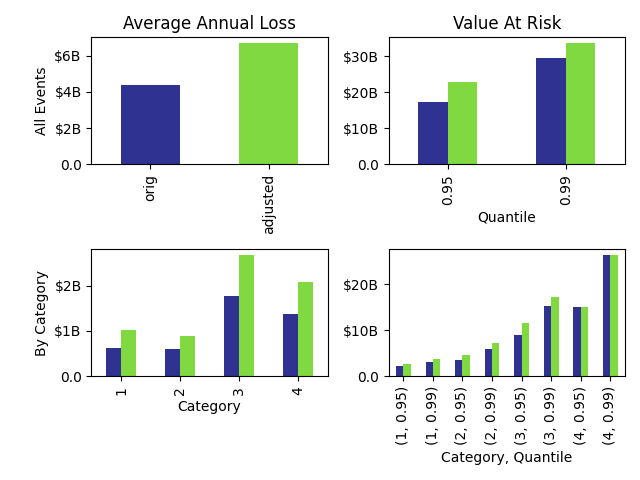 Average Annual Loss
Value At Risk
All Events
$6B
$4B
$2B
0.0
orig
adjusted
$30B
$20B
$10B
0.0
0.95
0.99
Quantile
By Category
$2B
$1B
0.0
1
2
3
4
Category
$20B
$10B
0.0
(1, 0.95)
(1, 0.99)
(2, 0.95)
(2, 0.99)
(3, 0.95)
(3, 0.99)
(4, 0.95)
(4, 0.99)
Category, Quantile